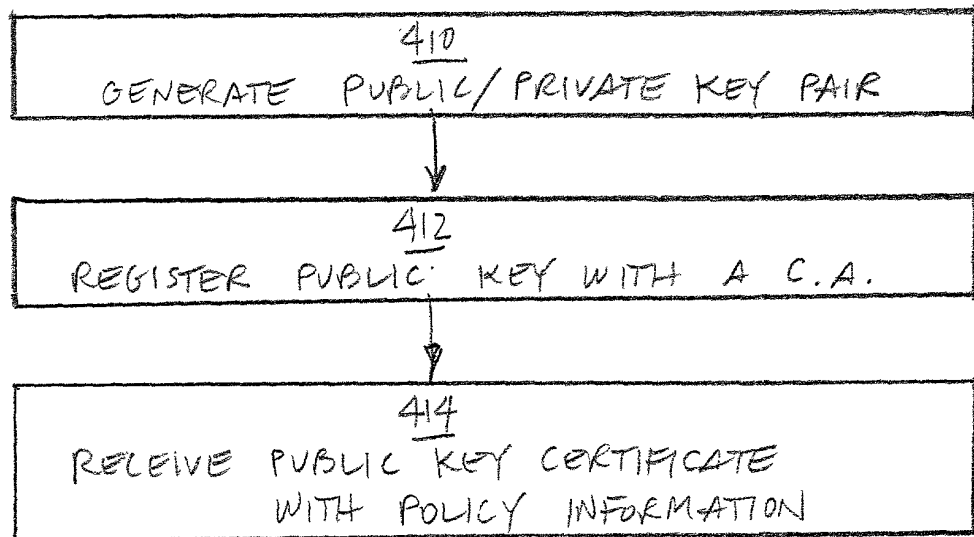 410
GENERATE PUBLIC/PRIVATE KEY PAIR
412
REGISTER PUBLIC KEY WITH A C.A.
414
RECEIVE PUBLIC KEY CERTIFICATE
WITH POLICY INFORMATION